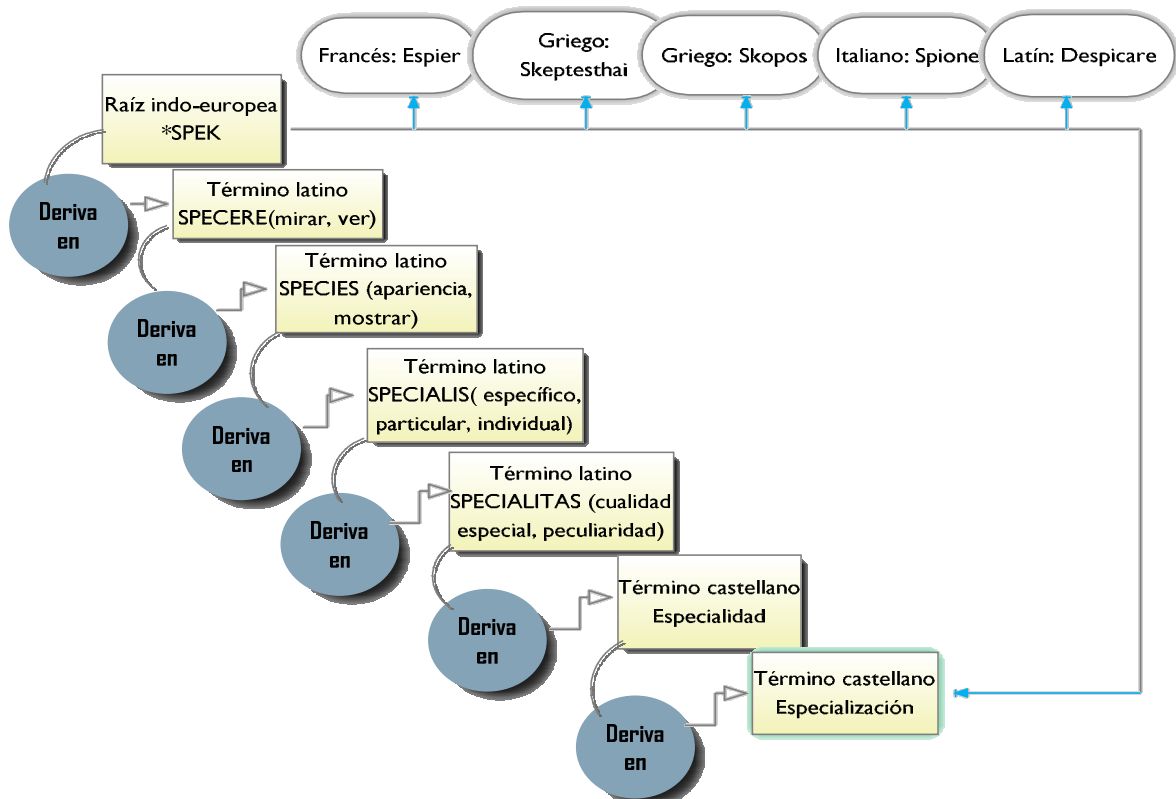 Francés: Espier
Griego:
Skeptesthai
Griego: Skopos
Italiano: Spione
Latín: Despicare
Raíz indo-europea
*SPEK
Deriva
en
Término latino
SPECERE(mirar, ver)
Deriva
en
Término latino
SPECIES (apariencia,
mostrar)
Deriva
en
Término latino
SPECIALIS( específico,
particular, individual)
Deriva
en
Término latino
SPECIALITAS (cualidad
especial, peculiaridad)
Deriva
en
Término castellano
Especialidad
Deriva
en
Término castellano
Especialización